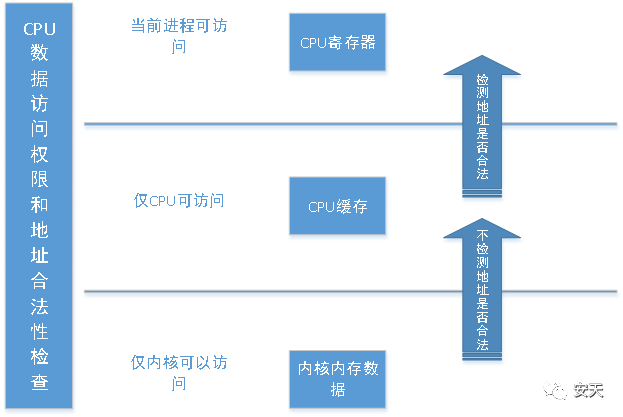 CPU
数
据
访
问
权
限
和
地
址
合
法
性
检
查
当前进程可访
问
CPU寄存器
检
测
地
址
是
否
合
法
仅CPU可访问
CPU缓存
不
检
测
地
址
是
否
合
法
仅内核可以访
问
内核内存数
据
安天